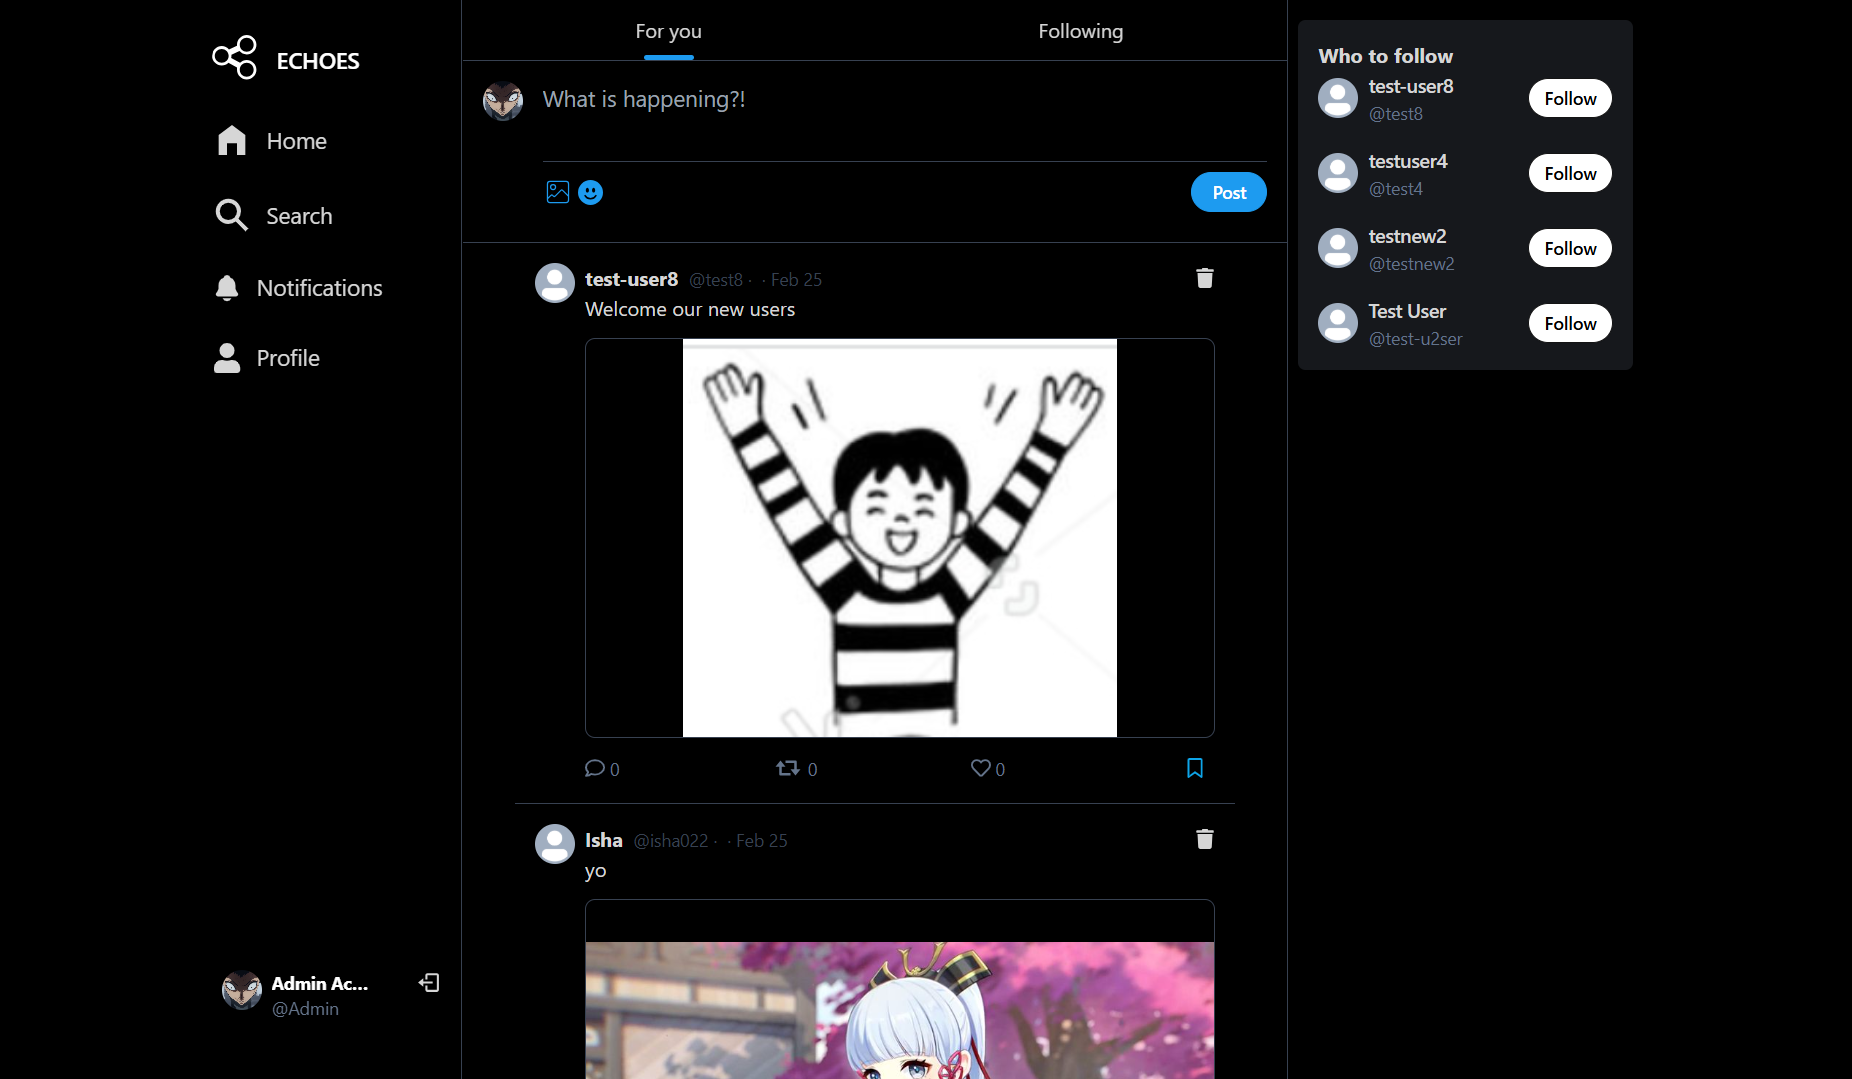 ECHOES
Home
Search
Notifications
Profile
Admin Ac...
@Admin
For you
Following
What is happening?!
Post
test-user8 @test8 · · Feb 25
Welcome our new users
0
0
0
Isha @isha022 · · Feb 25
yo
Who to follow
test-user8
@test8
Follow
testuser4
@test4
Follow
testnew2
@testnew2
Follow
Test User
@test-u2ser
Follow